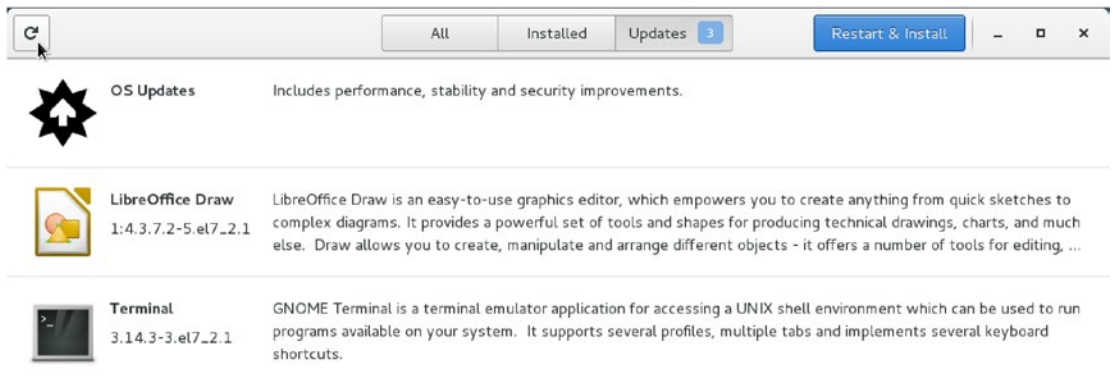 All Installed Updates 3 Restart & Install
OS Updates Includes performance, stability and security improvements.
LibreOffice Draw
1:4.3.7.2-5.el7_2.1
LibreOffice Draw is an easy-to-use graphics editor, which empowers you to create anything from quick sketches to
complex diagrams. It provides a powerful set of tools and shapes for producing technical drawings, charts, and much
else. Draw allows you to create, manipulate and arrange different objects - it offers a number of tools for editing, ...
Terminal
3.14.3-3.el7_2.1
GNOME Terminal is a terminal emulator application for accessing a UNIX shell environment which can be used to run
programs available on your system. It supports several profiles, multiple tabs and implements several keyboard
shortcuts.